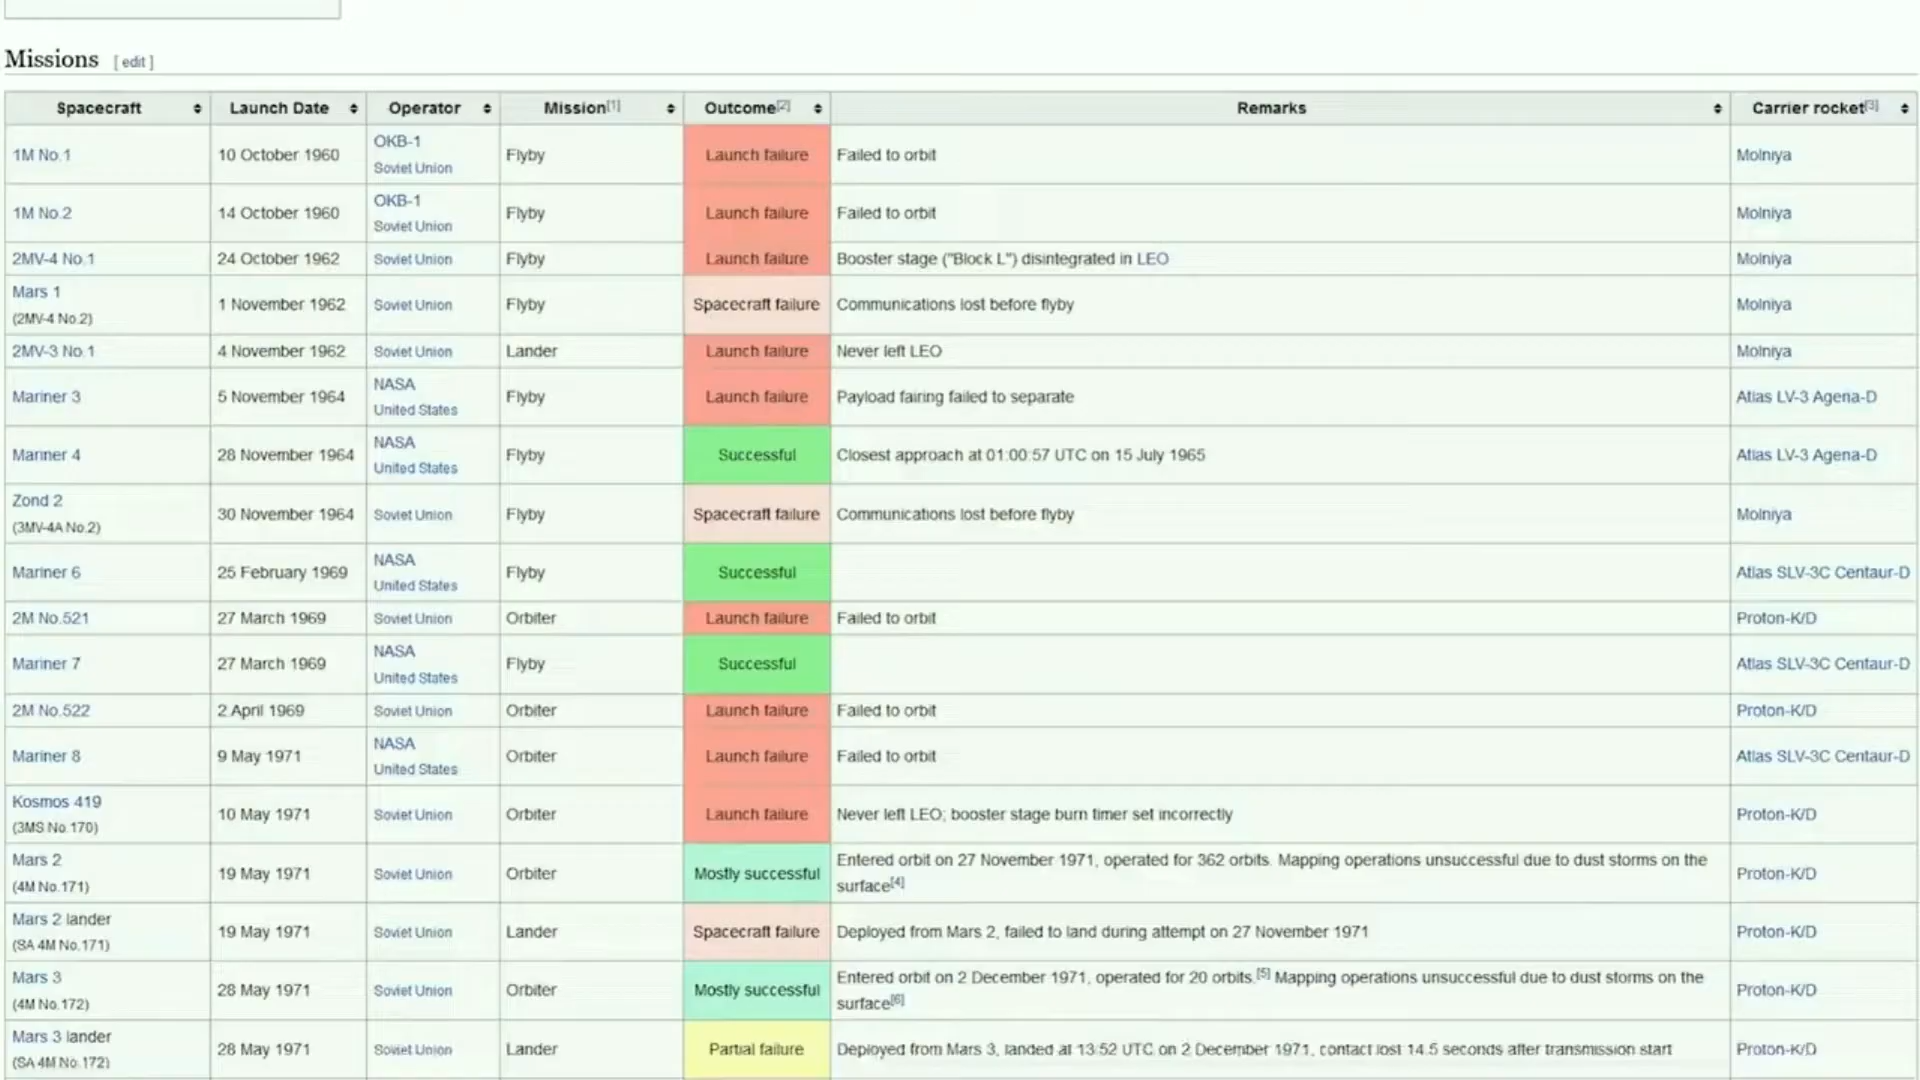 Missions [ edit ]
Spacecraft Launch Date Operator Mission[1] Outcome[2] Remarks Carrier rocket[3]
1M No.1 10 October 1960 OKB-1 Soviet Union Flyby Launch failure Failed to orbit Molniya
1M No.2 14 October 1960 OKB-1 Soviet Union Flyby Launch failure Failed to orbit Molniya
2MV-4 No.1 24 October 1962 Soviet Union Flyby Launch failure Booster stage ("Block L") disintegrated in LEO Molniya
Mars 1 (2MV-4 No.2) 1 November 1962 Soviet Union Flyby Spacecraft failure Communications lost before flyby Molniya
2MV-3 No.1 4 November 1962 Soviet Union Lander Launch failure Never left LEO Molniya
Mariner 3 5 November 1964 NASA United States Flyby Launch failure Payload fairing failed to separate Atlas LV-3 Agena-D
Mariner 4 28 November 1964 NASA United States Flyby Successful Closest approach at 01:00:57 UTC on 15 July 1965 Atlas LV-3 Agena-D
Zond 2 (3MV-4A No.2) 30 November 1964 Soviet Union Flyby Spacecraft failure Communications lost before flyby Molniya
Mariner 6 25 February 1969 NASA United States Flyby Successful Atlas SLV-3C Centaur-D
2M No.521 27 March 1969 Soviet Union Orbiter Launch failure Failed to orbit Proton-K/D
Mariner 7 27 March 1969 NASA United States Flyby Successful Atlas SLV-3C Centaur-D
2M No.522 2 April 1969 Soviet Union Orbiter Launch failure Failed to orbit Proton-K/D
Mariner 8 9 May 1971 NASA United States Orbiter Launch failure Failed to orbit Atlas SLV-3C Centaur-D
Kosmos 419 (3MS No.170) 10 May 1971 Soviet Union Orbiter Launch failure Never left LEO; booster stage burn timer set incorrectly Proton-K/D
Mars 2 (4M No.171) 19 May 1971 Soviet Union Orbiter Mostly successful Entered orbit on 27 November 1971, operated for 362 orbits. Mapping operations unsuccessful due to dust storms on the surface[4] Proton-K/D
Mars 2 lander (SA 4M No.171) 19 May 1971 Soviet Union Lander Spacecraft failure Deployed from Mars 2, failed to land during attempt on 27 November 1971 Proton-K/D
Mars 3 (4M No.172) 28 May 1971 Soviet Union Orbiter Mostly successful Entered orbit on 2 December 1971, operated for 20 orbits.[5] Mapping operations unsuccessful due to dust storms on the surface[6] Proton-K/D
Mars 3 lander (SA 4M No.172) 28 May 1971 Soviet Union Lander Partial failure Deployed from Mars 3, landed at 13:52 UTC on 2 December 1971, contact lost 14.5 seconds after transmission start Proton-K/D